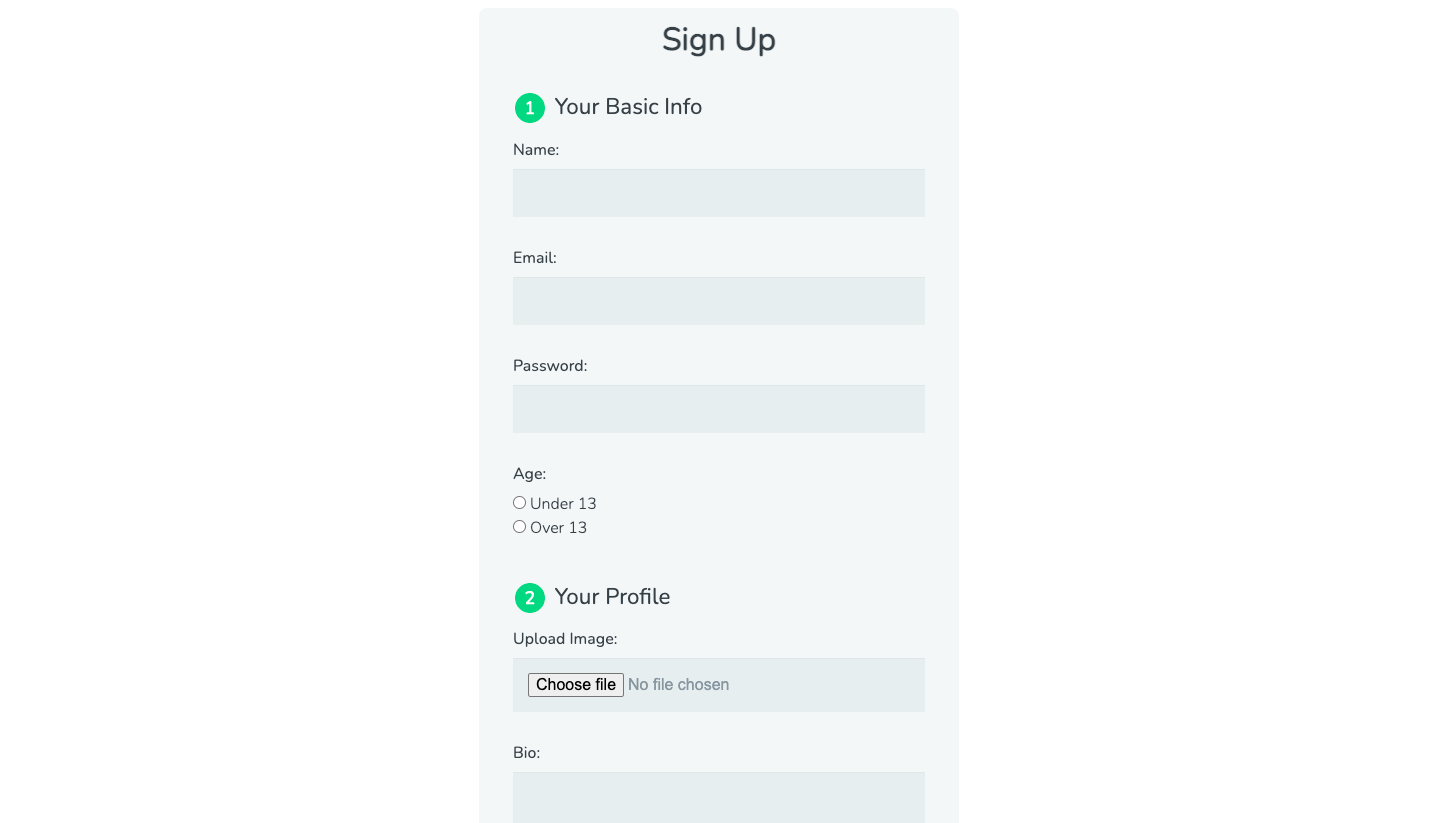 Sign Up
1 Your Basic Info
Name:
Email:
Password:
Age:
Under 13
Over 13
2 Your Profile
Upload Image:
Choose file No file chosen
Bio: